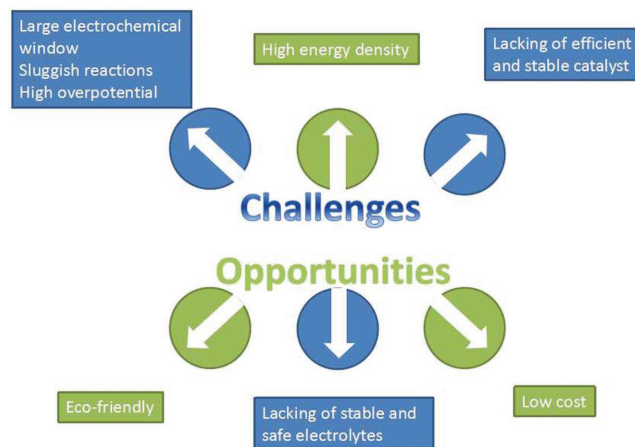 Large electrochemical
window
Sluggish reactions
High overpotential
High energy density
Lacking of efficient
and stable catalyst
Challenges
Opportunities
Eco-friendly
Lacking of stable and
safe electrolytes
Low cost